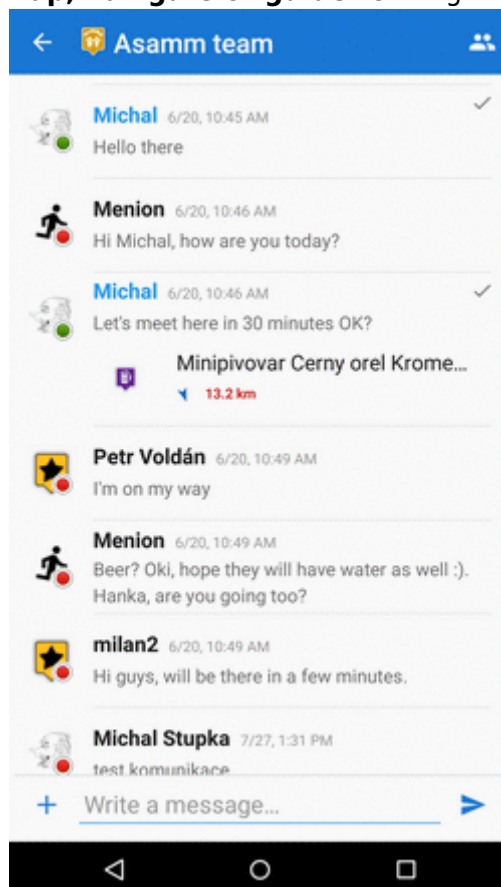 Asamm team
Michal 6/20, 10:45 AM
Hello there
Menion 6/20, 10:46 AM
Hi Michal, how are you today?
Michal 6/20, 10:46 AM
Let's meet here in 30 minutes OK?
Minipivovar Cerny orel Krome...
13.2 km
Petr Voldán 6/20, 10:49 AM
I'm on my way
Menion 6/20, 10:49 AM
Beer? Oki, hope they will have water as well :).
Hanka, are you going too?
milan2 6/20, 10:49 AM
Hi guys, will be there in a few minutes.
Michal Stupka 7/27, 1:31 PM
test komunikace
Write a message...